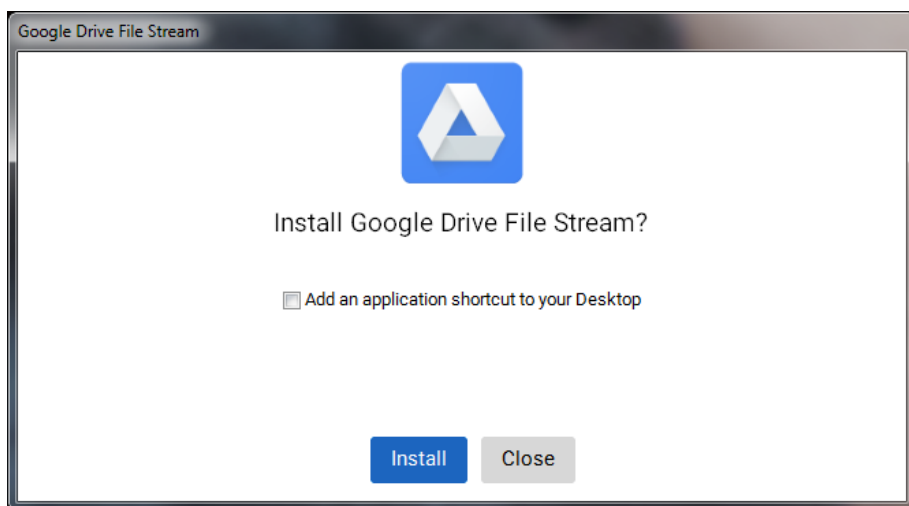 Google Drive File Stream
Install Google Drive File Stream?
Add an application shortcut to your Desktop
Install Close